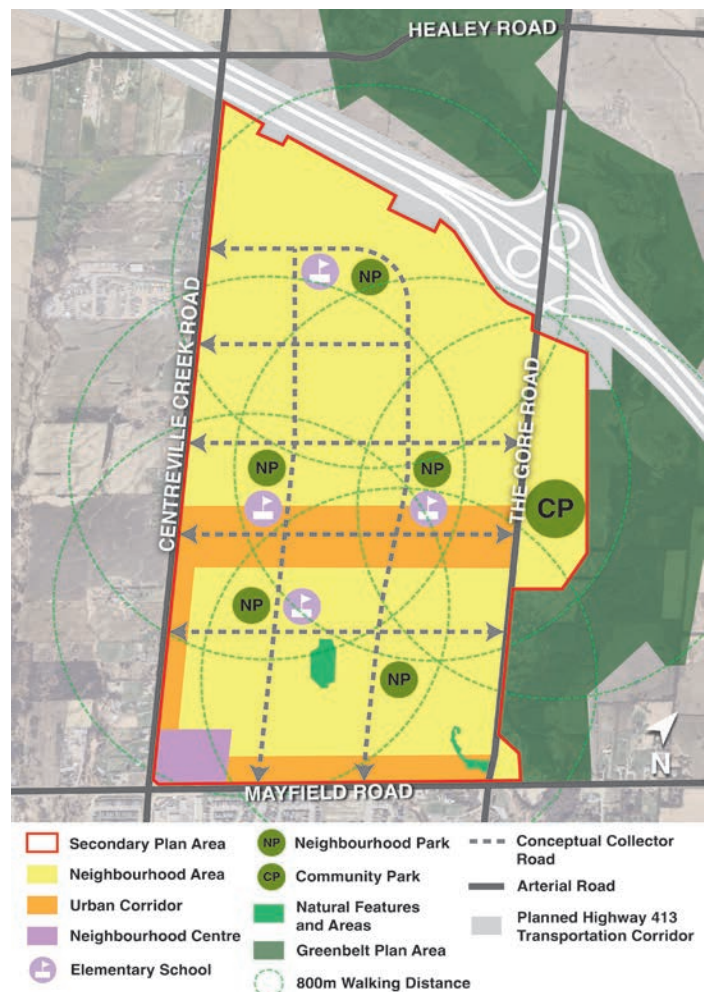 HEALEY ROAD
CENTREVILLE CREEK ROAD
THE GORE ROAD
NP
NP
NP
CP
NP
NP
MAYFIELD ROAD
N
Secondary Plan Area
Neighbourhood Area
Urban Corridor
Neighbourhood Centre
Elementary School
NP Neighbourhood Park
CP Community Park
Natural Features
and Areas
Greenbelt Plan Area
800m Walking Distance
Conceptual Collector
Road
Arterial Road
Planned Highway 413
Transportation Corridor